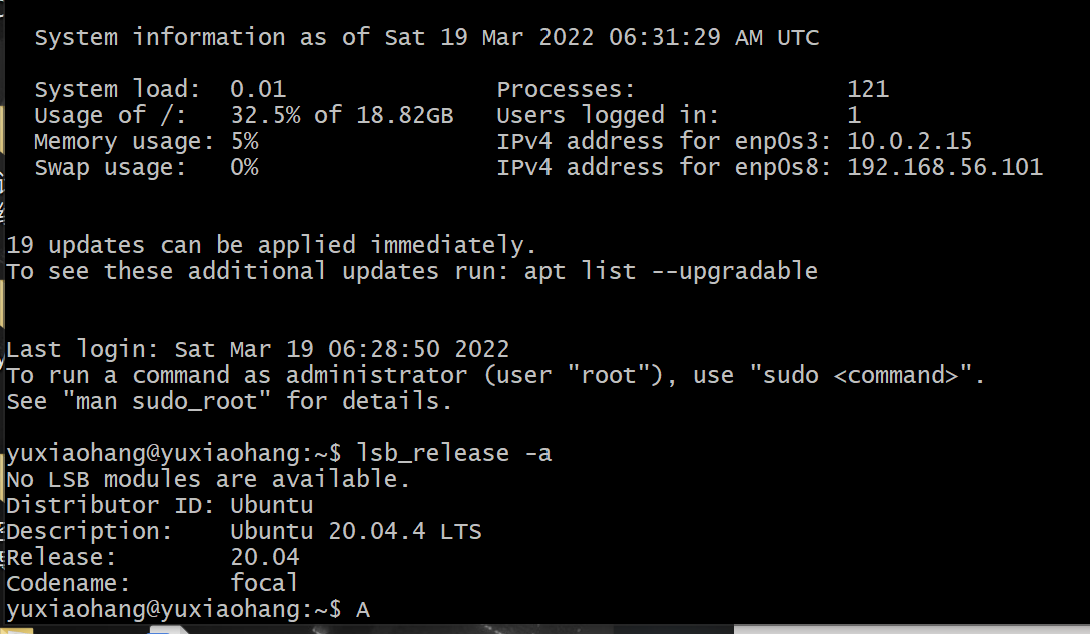 System information as of Sat 19 Mar 2022 06:31:29 AM UTC
System load:  0.01               Processes:               121
Usage of /:   32.5% of 18.82GB   Users logged in:         1
Memory usage: 5%                 IPv4 address for enp0s3: 10.0.2.15
Swap usage:   0%                 IPv4 address for enp0s8: 192.168.56.101
19 updates can be applied immediately.
To see these additional updates run: apt list --upgradable
Last login: Sat Mar 19 06:28:50 2022
To run a command as administrator (user "root"), use "sudo <command>".
See "man sudo_root" for details.
yuxiaohang@yuxiaohang:~$ lsb_release -a
No LSB modules are available.
Distributor ID: Ubuntu
Description:    Ubuntu 20.04.4 LTS
Release:        20.04
Codename:       focal
yuxiaohang@yuxiaohang:~$ A